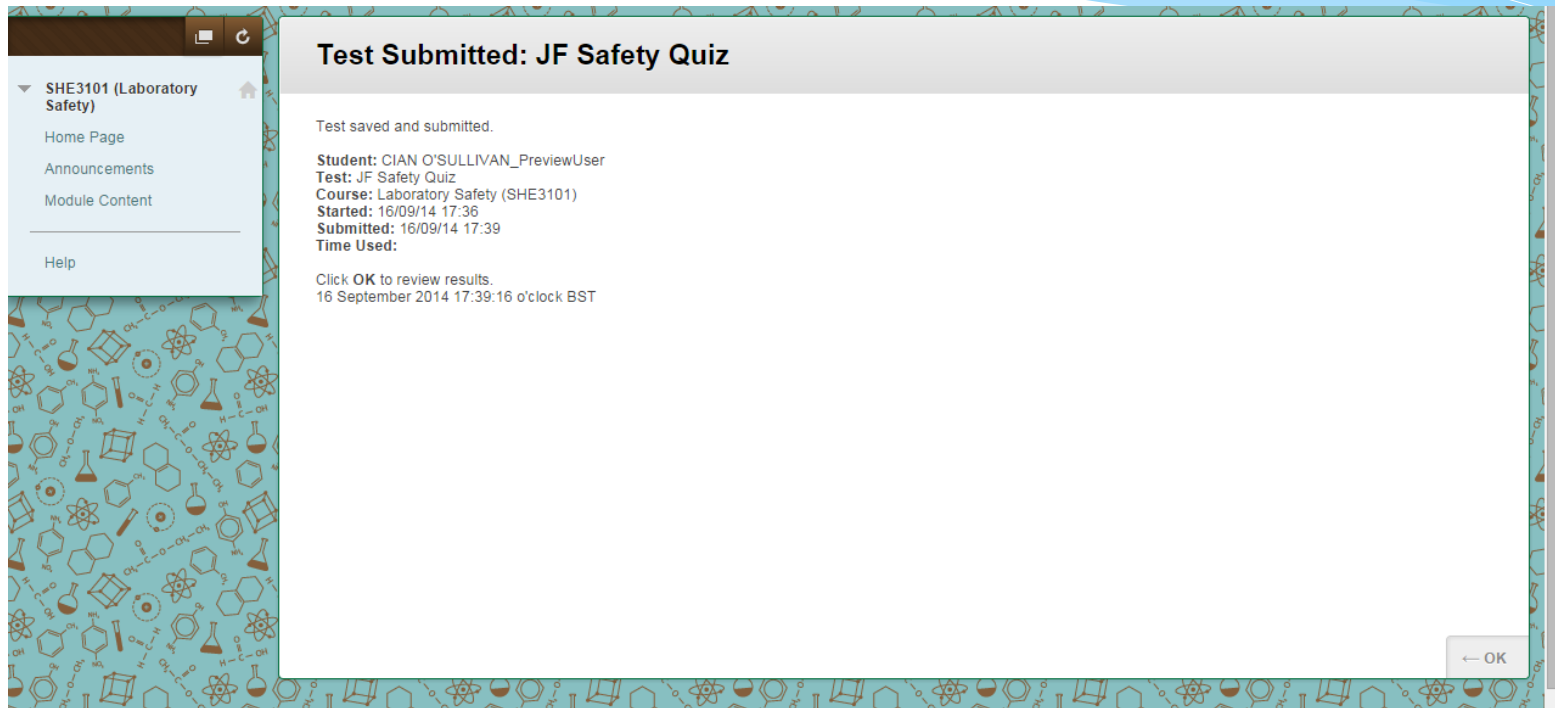 Test Submitted: JF Safety Quiz
SHE3101 (Laboratory
Safety)
Home Page
Announcements
Module Content
Help
Test saved and submitted.
Student: CIAN O'SULLIVAN_PreviewUser
Test: JF Safety Quiz
Course: Laboratory Safety (SHE3101)
Started: 16/09/14 17:36
Submitted: 16/09/14 17:39
Time Used:
Click OK to review results.
16 September 2014 17:39:16 o'clock BST
← OK